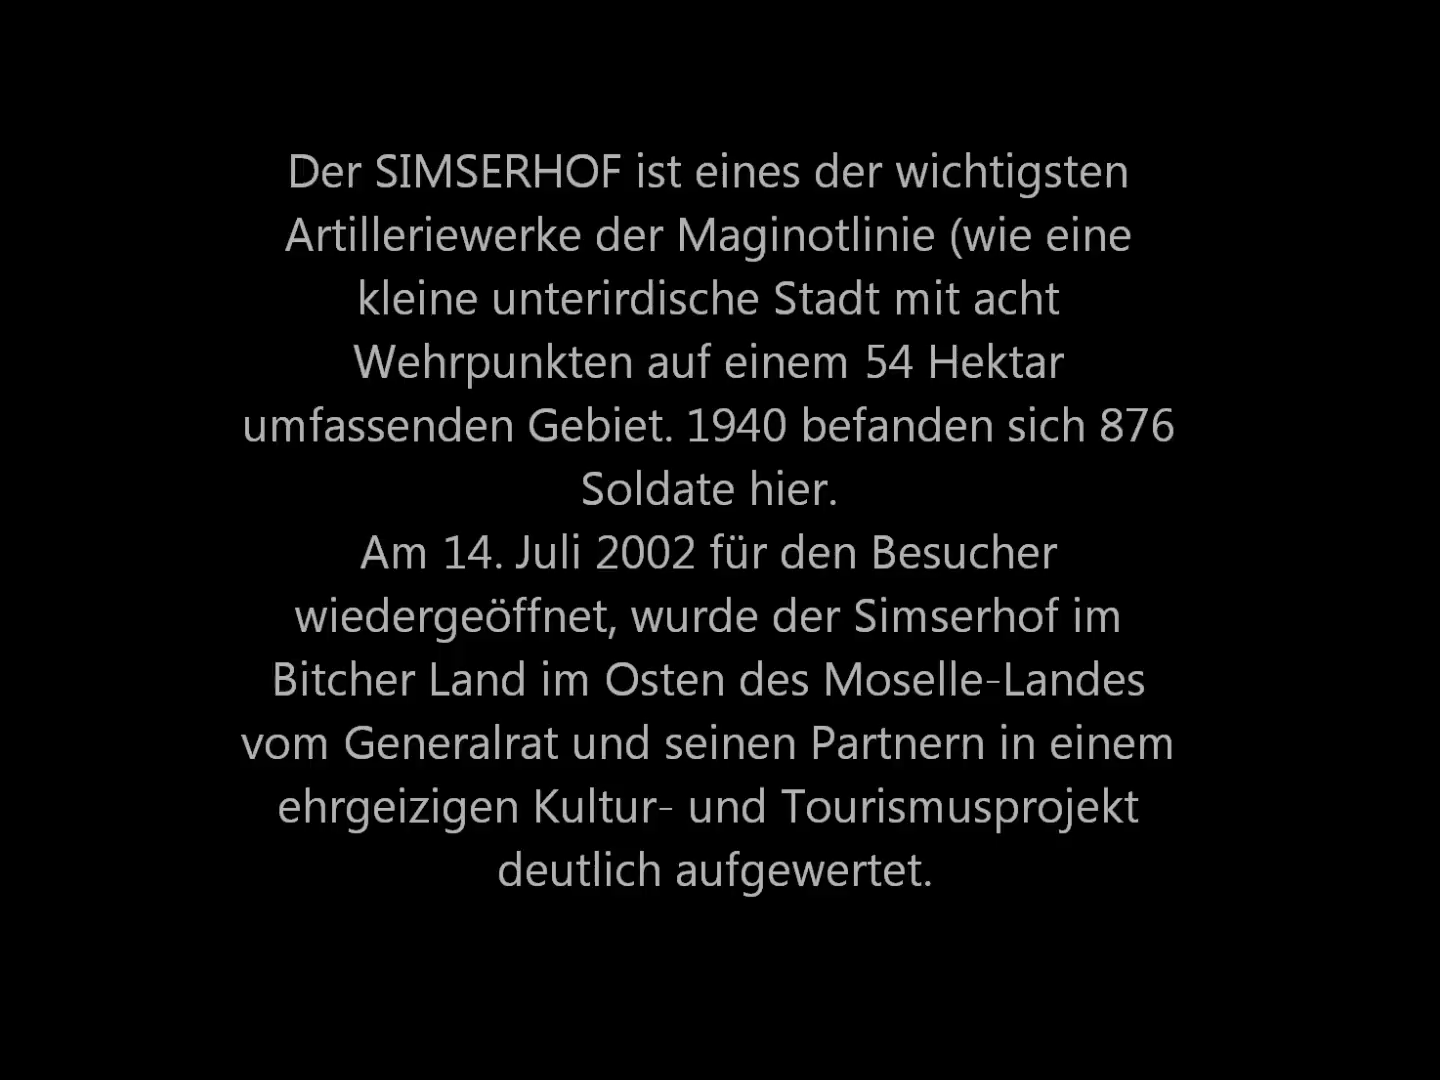 Der SIMSERHOF ist eines der wichtigsten
Artilleriewerke der Maginotlinie (wie eine
kleine unterirdische Stadt mit acht
Wehrpunkten auf einem 54 Hektar
umfassenden Gebiet. 1940 befanden sich 876
Soldate hier.
Am 14. Juli 2002 für den Besucher
wiedergeöffnet, wurde der Simserhof im
Bitcher Land im Osten des Moselle-Landes
vom Generalrat und seinen Partnern in einem
ehrgeizigen Kultur- und Tourismusprojekt
deutlich aufgewertet.